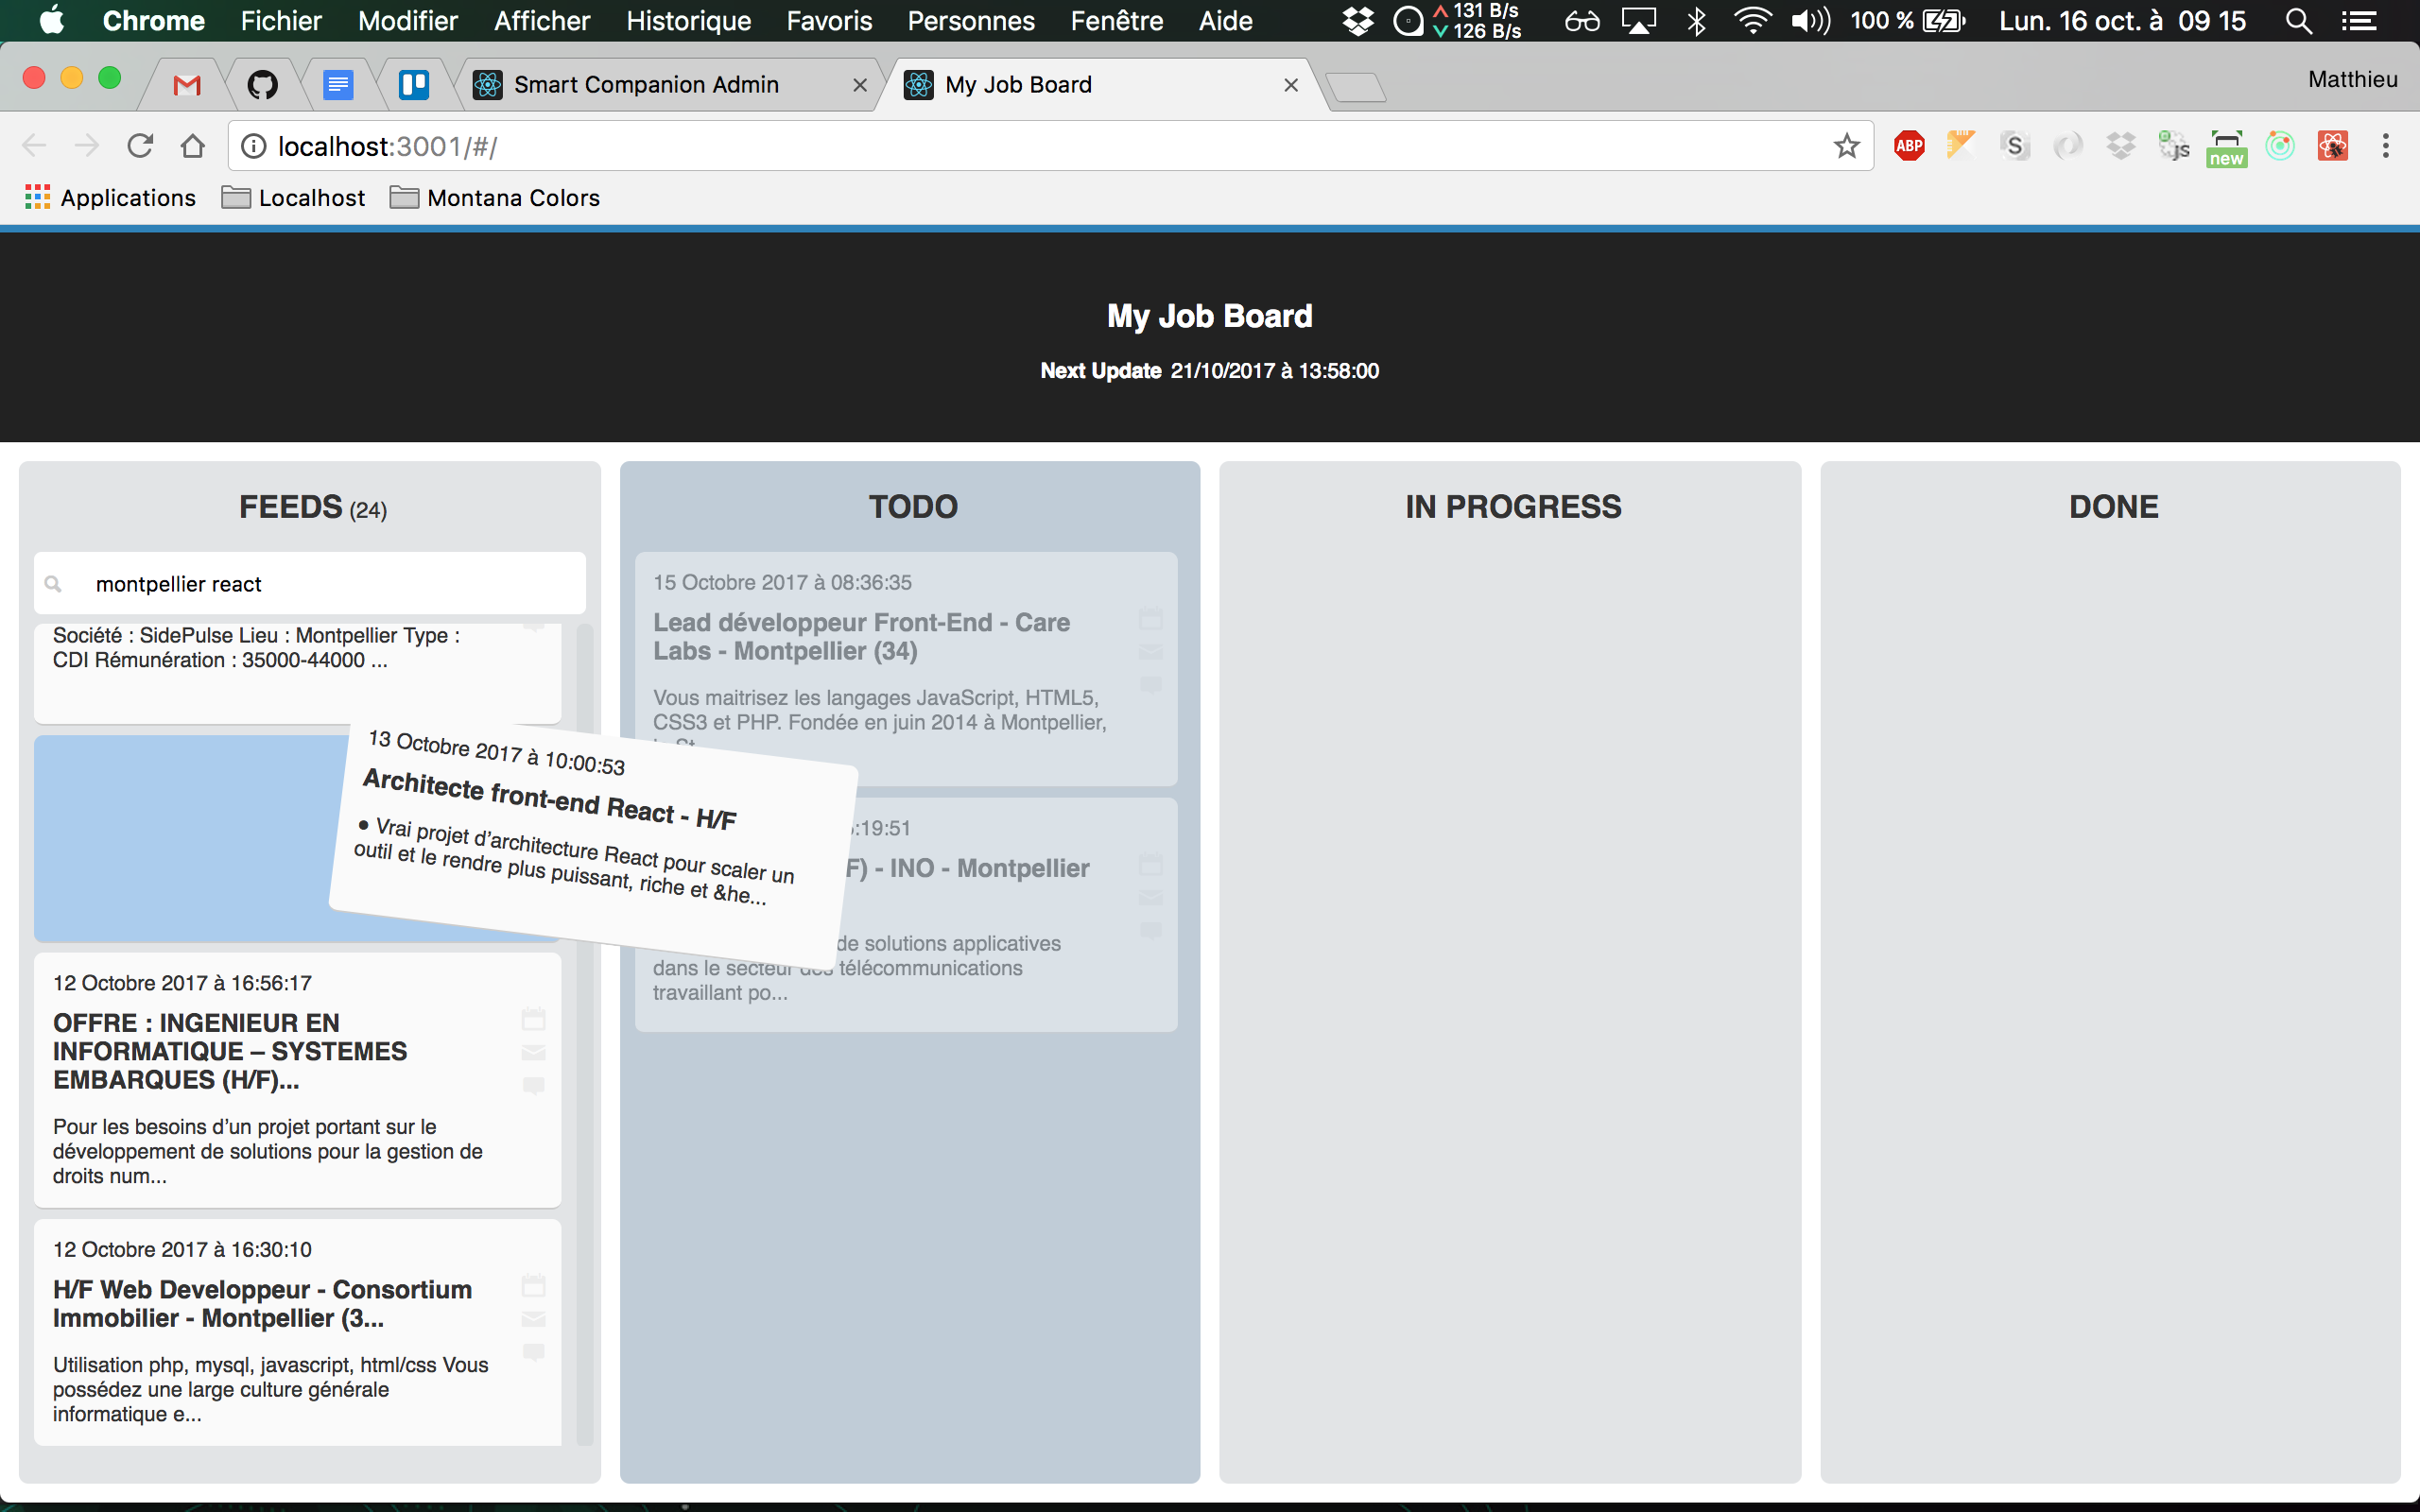 Chrome Fichier Modifier Afficher Historique Favoris Personnes Fenêtre Aide
131 B/s
126 B/s
100 % Lun. 16 oct. à 09 15
Smart Companion Admin
My Job Board
Matthieu
localhost:3001/#/
ABP
S
js
new
Applications Localhost Montana Colors
My Job Board
Next Update 21/10/2017 à 13:58:00
FEEDS (24)
montpellier react
Société : SidePulse Lieu : Montpellier Type :
CDI Rémunération : 35000-44000 ...
13 Octobre 2017 à 10:00:53
Architecte front-end React - H/F
● Vrai projet d’architecture React pour scaler un
outil et le rendre plus puissant, riche et &he...
12 Octobre 2017 à 16:56:17
OFFRE : INGENIEUR EN
INFORMATIQUE – SYSTEMES
EMBARQUES (H/F)...
Pour les besoins d’un projet portant sur le
développement de solutions pour la gestion de
droits num...
12 Octobre 2017 à 16:30:10
H/F Web Developpeur - Consortium
Immobilier - Montpellier (3...
Utilisation php, mysql, javascript, html/css Vous
possédez une large culture générale
informatique e...
TODO
15 Octobre 2017 à 08:36:35
Lead développeur Front-End - Care
Labs - Montpellier (34)
Vous maitrisez les langages JavaScript, HTML5,
CSS3 et PHP. Fondée en juin 2014 à Montpellier,
:19:51
F) - INO - Montpellier
de solutions applicatives
dans le secteur des télécommunications
travaillant po...
IN PROGRESS
DONE